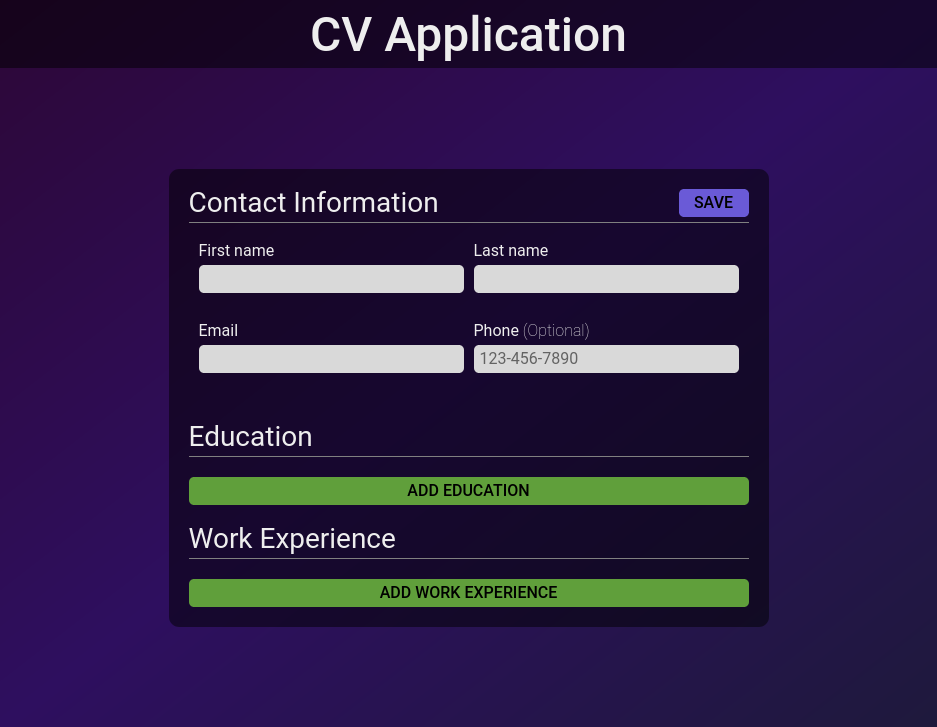 CV Application
Contact Information SAVE
First name Last name
Email Phone (Optional)
123-456-7890
Education
ADD EDUCATION
Work Experience
ADD WORK EXPERIENCE